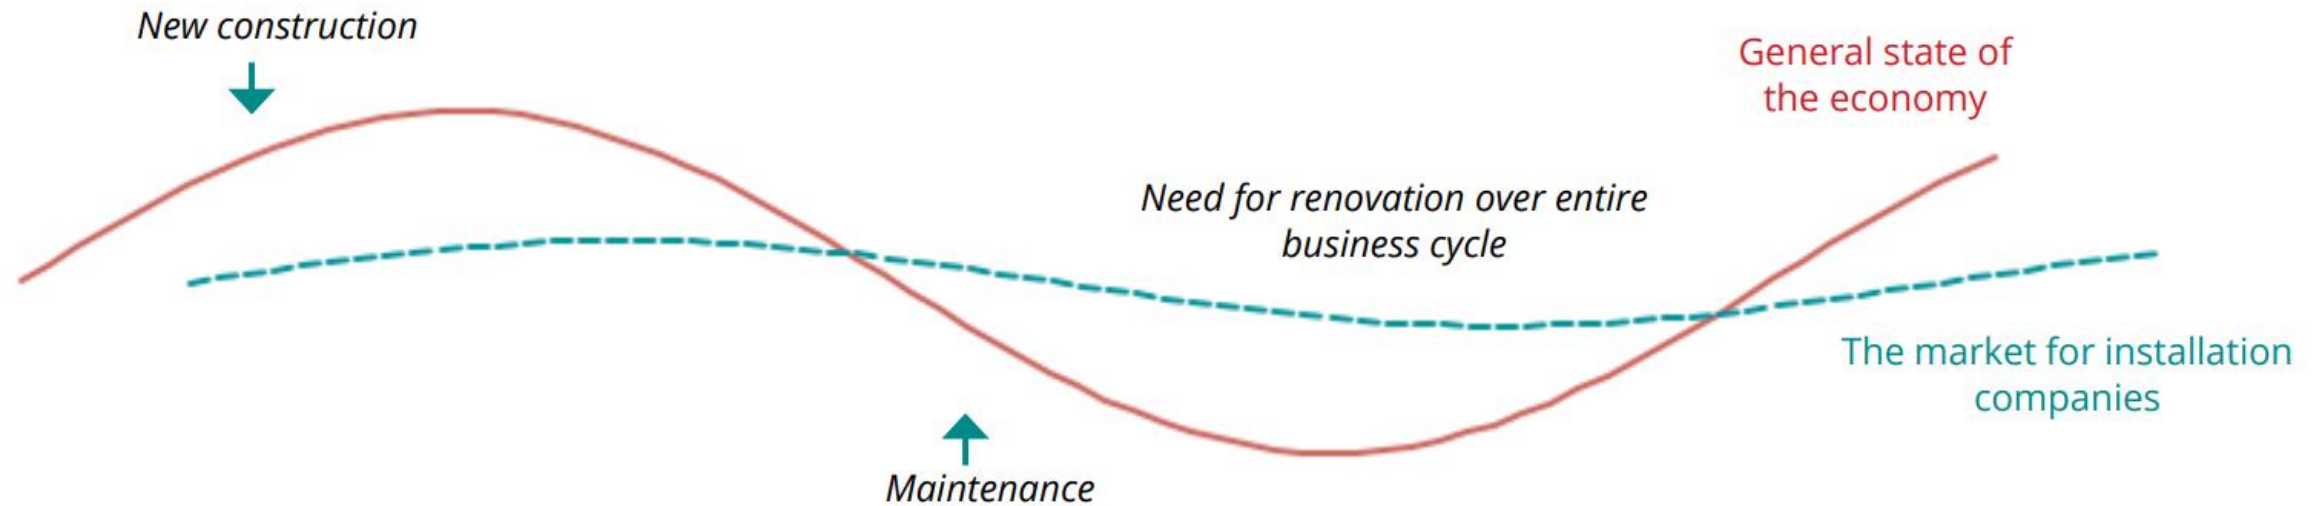 New construction
General state of
the economy
Need for renovation over entire
business cycle
The market for installation
companies
Maintenance